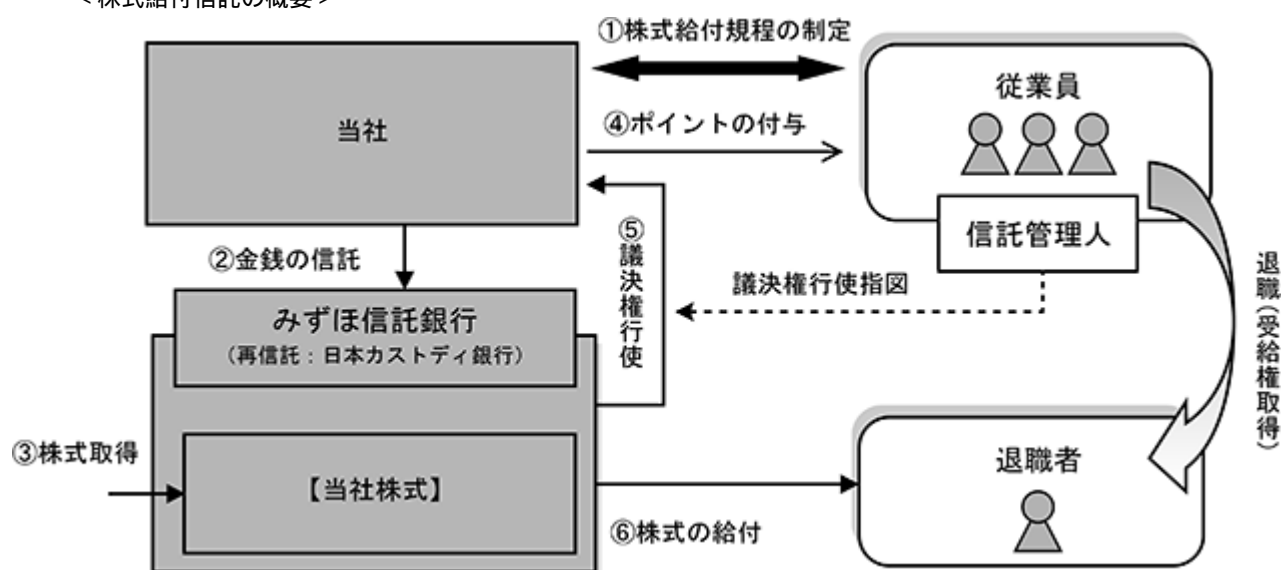 ＜株式給付信託の概要＞
①株式給付規程の制定
当社
従業員
④ポイントの付与
②金銭の信託
⑤議決権行使
信託管理人
議決権行使指図
退職（受給権取得）
みずほ信託銀行
（再信託：日本カストディ銀行）
③株式取得
【当社株式】
退職者
⑥株式の給付